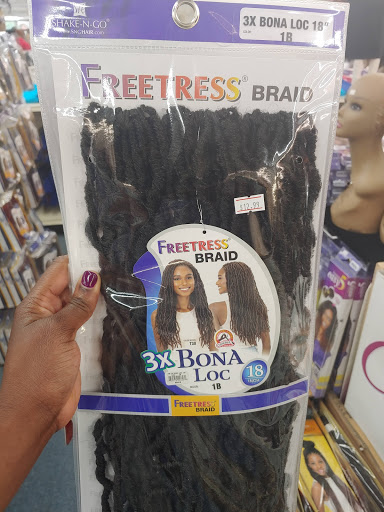 SHAKE-N-GO
3X BONA LOC 18"
1B
FREETRESS® BRAID
$12.99
FREETRESS®
BRAID
3X BONA
LOC
18
1B
FREETRESS
BRAID